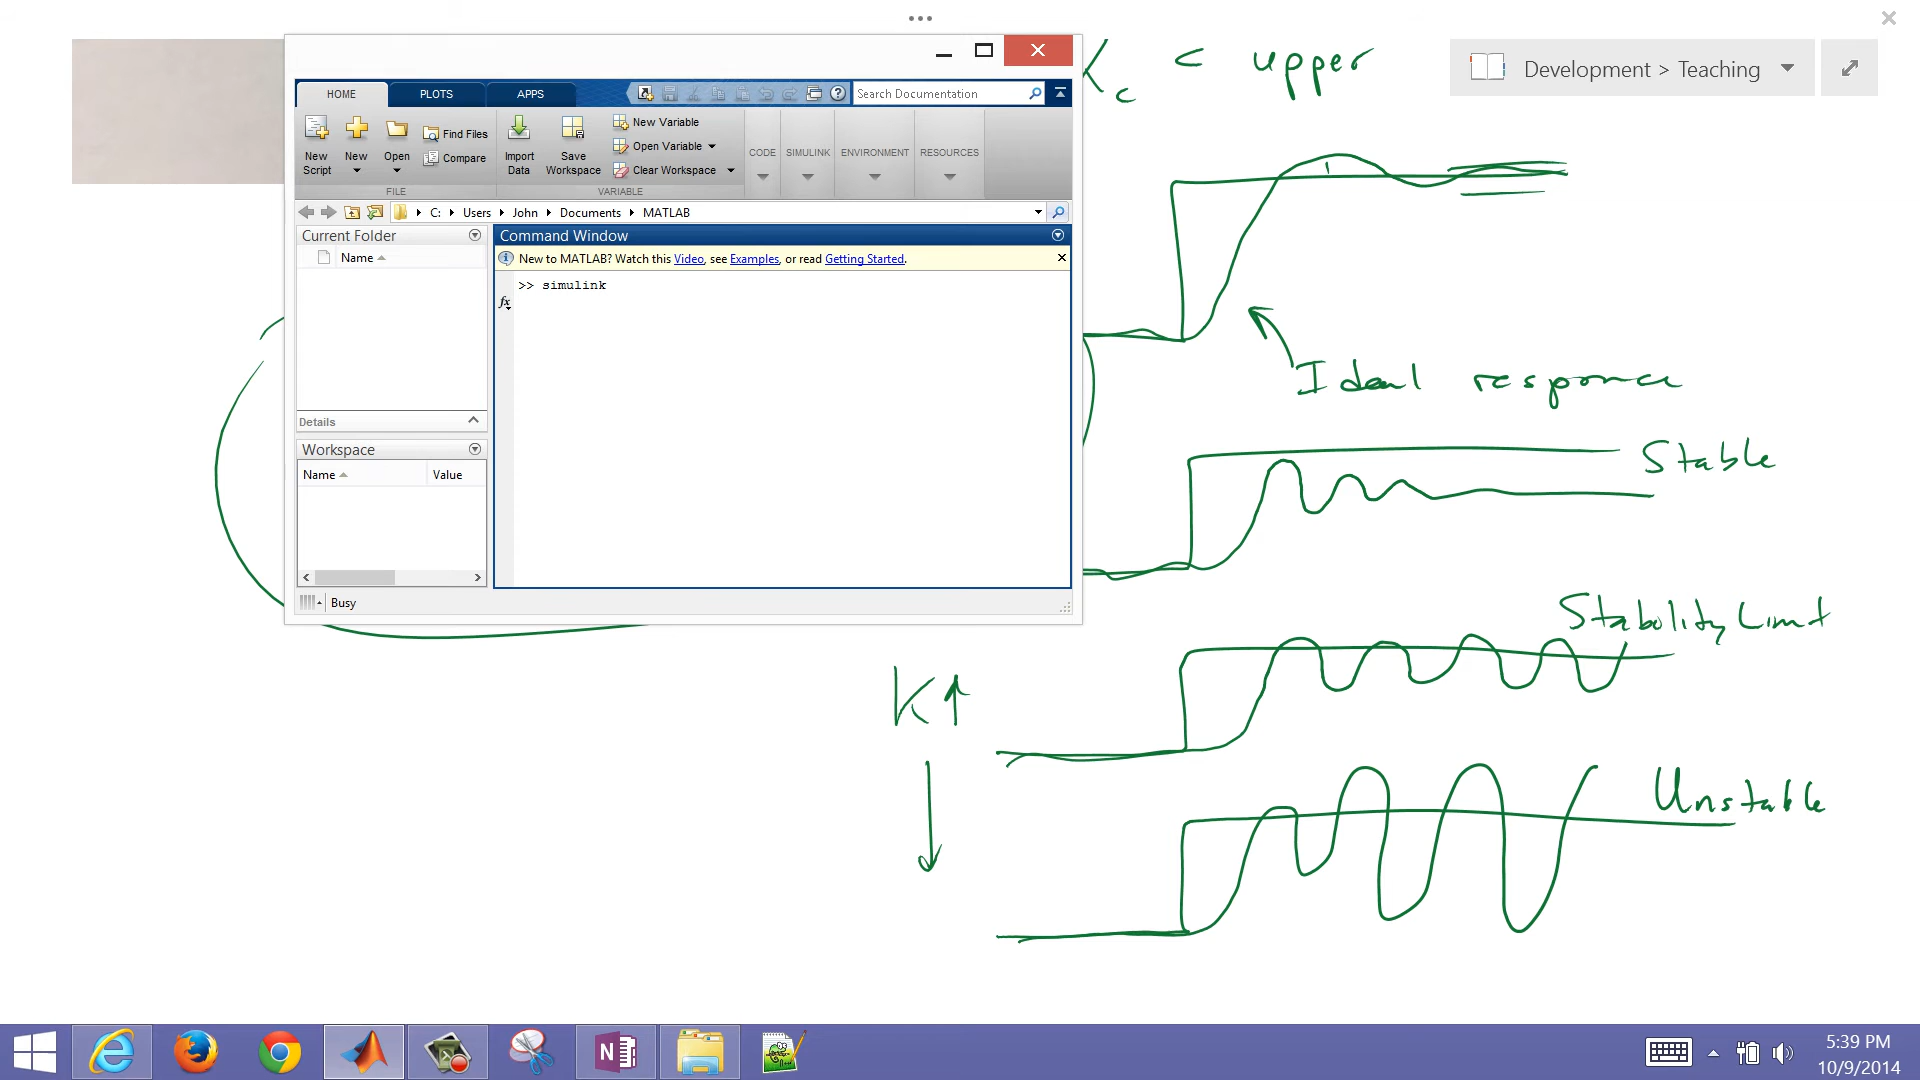 K c < upper
Development > Teaching
HOME PLOTS APPS
Search Documentation
New Script
New
Open
Find Files
Compare
Import Data
Save Workspace
New Variable
Open Variable
Clear Workspace
CODE SIMULINK ENVIRONMENT RESOURCES
FILE VARIABLE
C: Users John Documents MATLAB
Current Folder
Name
Details
Workspace
Name Value
Command Window
New to MATLAB? Watch this Video, see Examples, or read Getting Started.
>> simulink
fx
Busy
Ideal response
Stable
Stability Limit
K↑
Unstable
5:39 PM
10/9/2014